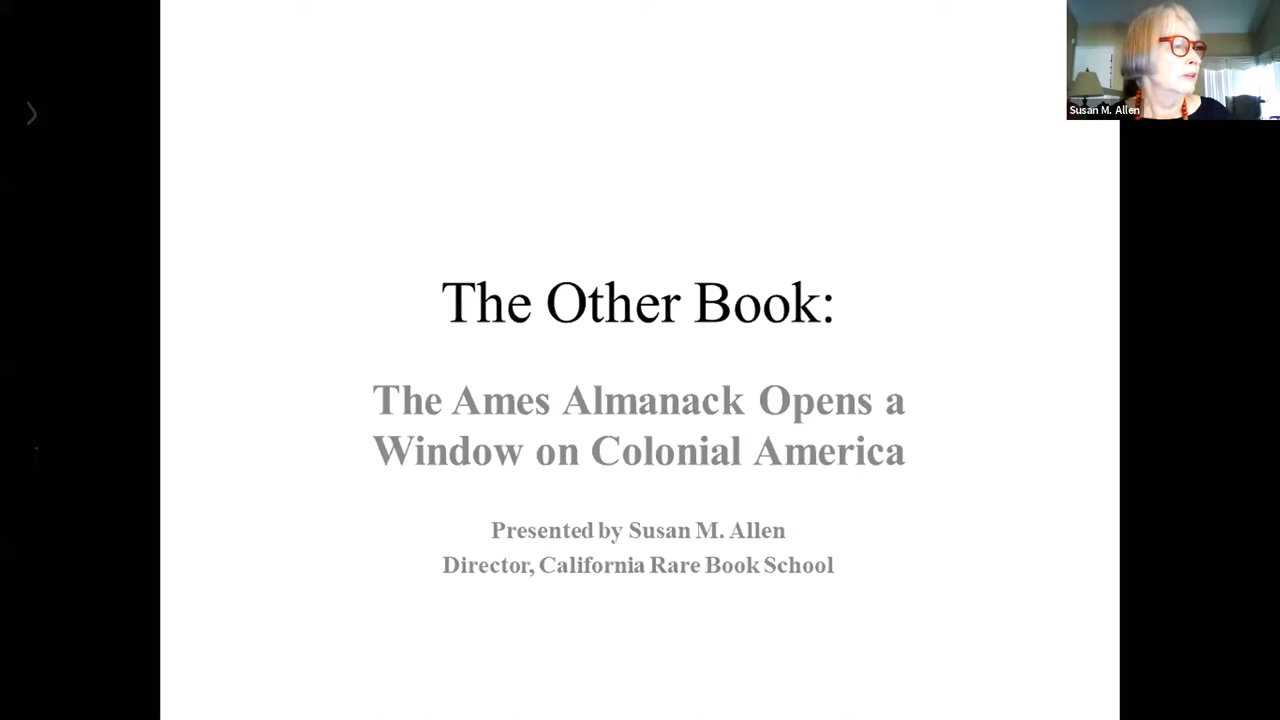 Susan M. Allen
The Other Book:
The Ames Almanack Opens a
Window on Colonial America
Presented by Susan M. Allen
Director, California Rare Book School